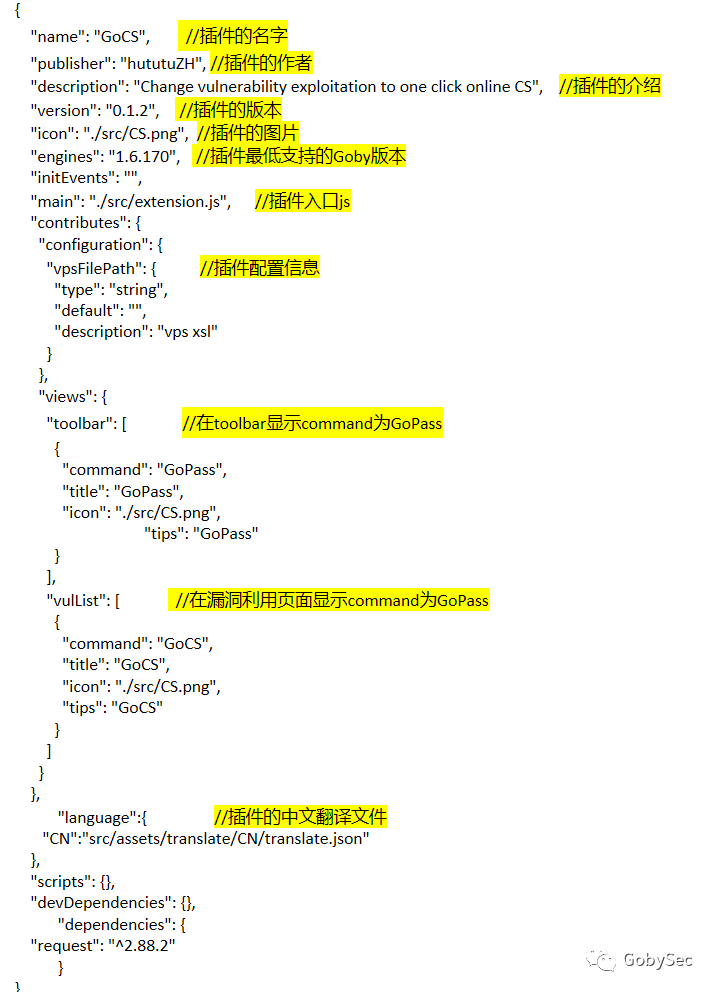 {
"name": "GoCS", //插件的名字
"publisher": "hututuZH", //插件的作者
"description": "Change vulnerability exploitation to one click online CS", //插件的介绍
"version": "0.1.2", //插件的版本
"icon": "./src/CS.png", //插件的图片
"engines": "1.6.170", //插件最低支持的Goby版本
"initEvents": "",
"main": "./src/extension.js", //插件入口js
"contributes": {
"configuration": {
"vpsFilePath": { //插件配置信息
"type": "string",
"default": "",
"description": "vps xsl"
}
},
"views": {
"toolbar": [ //在toolbar显示command为GoPass
{
"command": "GoPass",
"title": "GoPass",
"icon": "./src/CS.png",
"tips": "GoPass"
}
],
"vulList": [ //在漏洞利用页面显示command为GoPass
{
"command": "GoCS",
"title": "GoCS",
"icon": "./src/CS.png",
"tips": "GoCS"
}
]
}
},
"language":{ //插件的中文翻译文件
"CN":"src/assets/translate/CN/translate.json"
},
"scripts": {},
"devDependencies": {},
"dependencies": {
"request": "^2.88.2"
}
}
GobySec